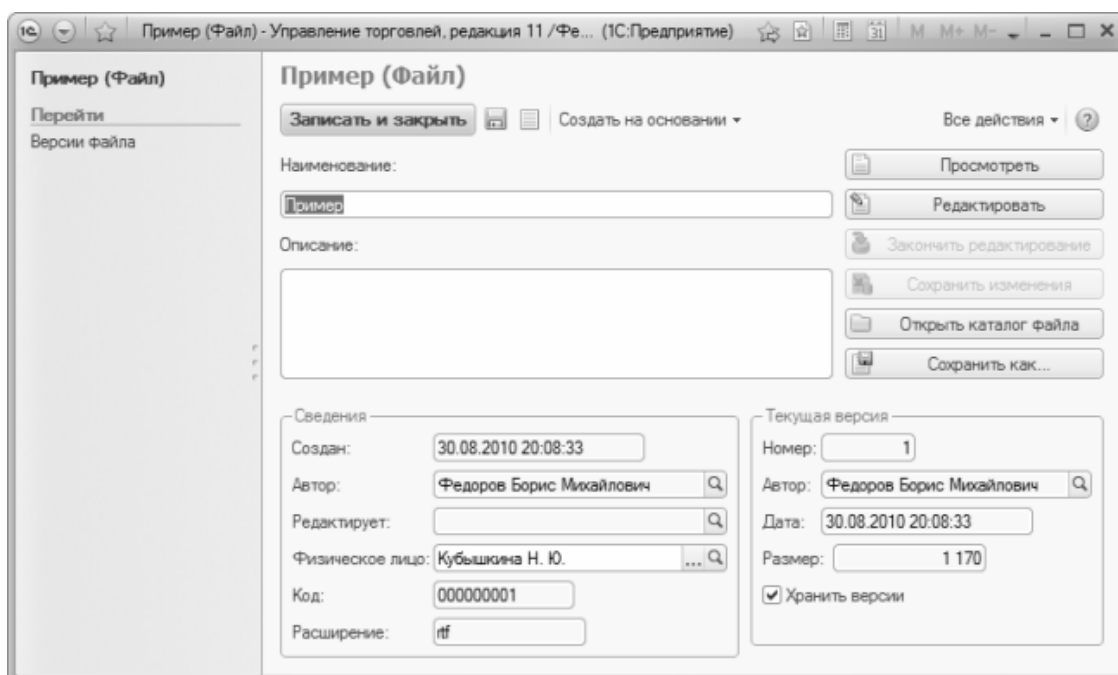 1С Пример (Файл) - Управление торговлей, редакция 11 /Фе... (1С:Предприятие) 31 M M+ M-
Пример (Файл)
Перейти
Версии файла
Пример (Файл)
Записать и закрыть Создать на основании Все действия ?
Наименование:
Пример
Описание:
Просмотреть
Редактировать
Закончить редактирование
Сохранить изменения
Открыть каталог файла
Сохранить как...
Сведения
Создан: 30.08.2010 20:08:33
Автор: Федоров Борис Михайлович
Редактирует:
Физическое лицо: Кубышкина Н. Ю. ...
Код: 000000001
Расширение: rtf
Текущая версия
Номер: 1
Автор: Федоров Борис Михайлович
Дата: 30.08.2010 20:08:33
Размер: 1 170
Хранить версии